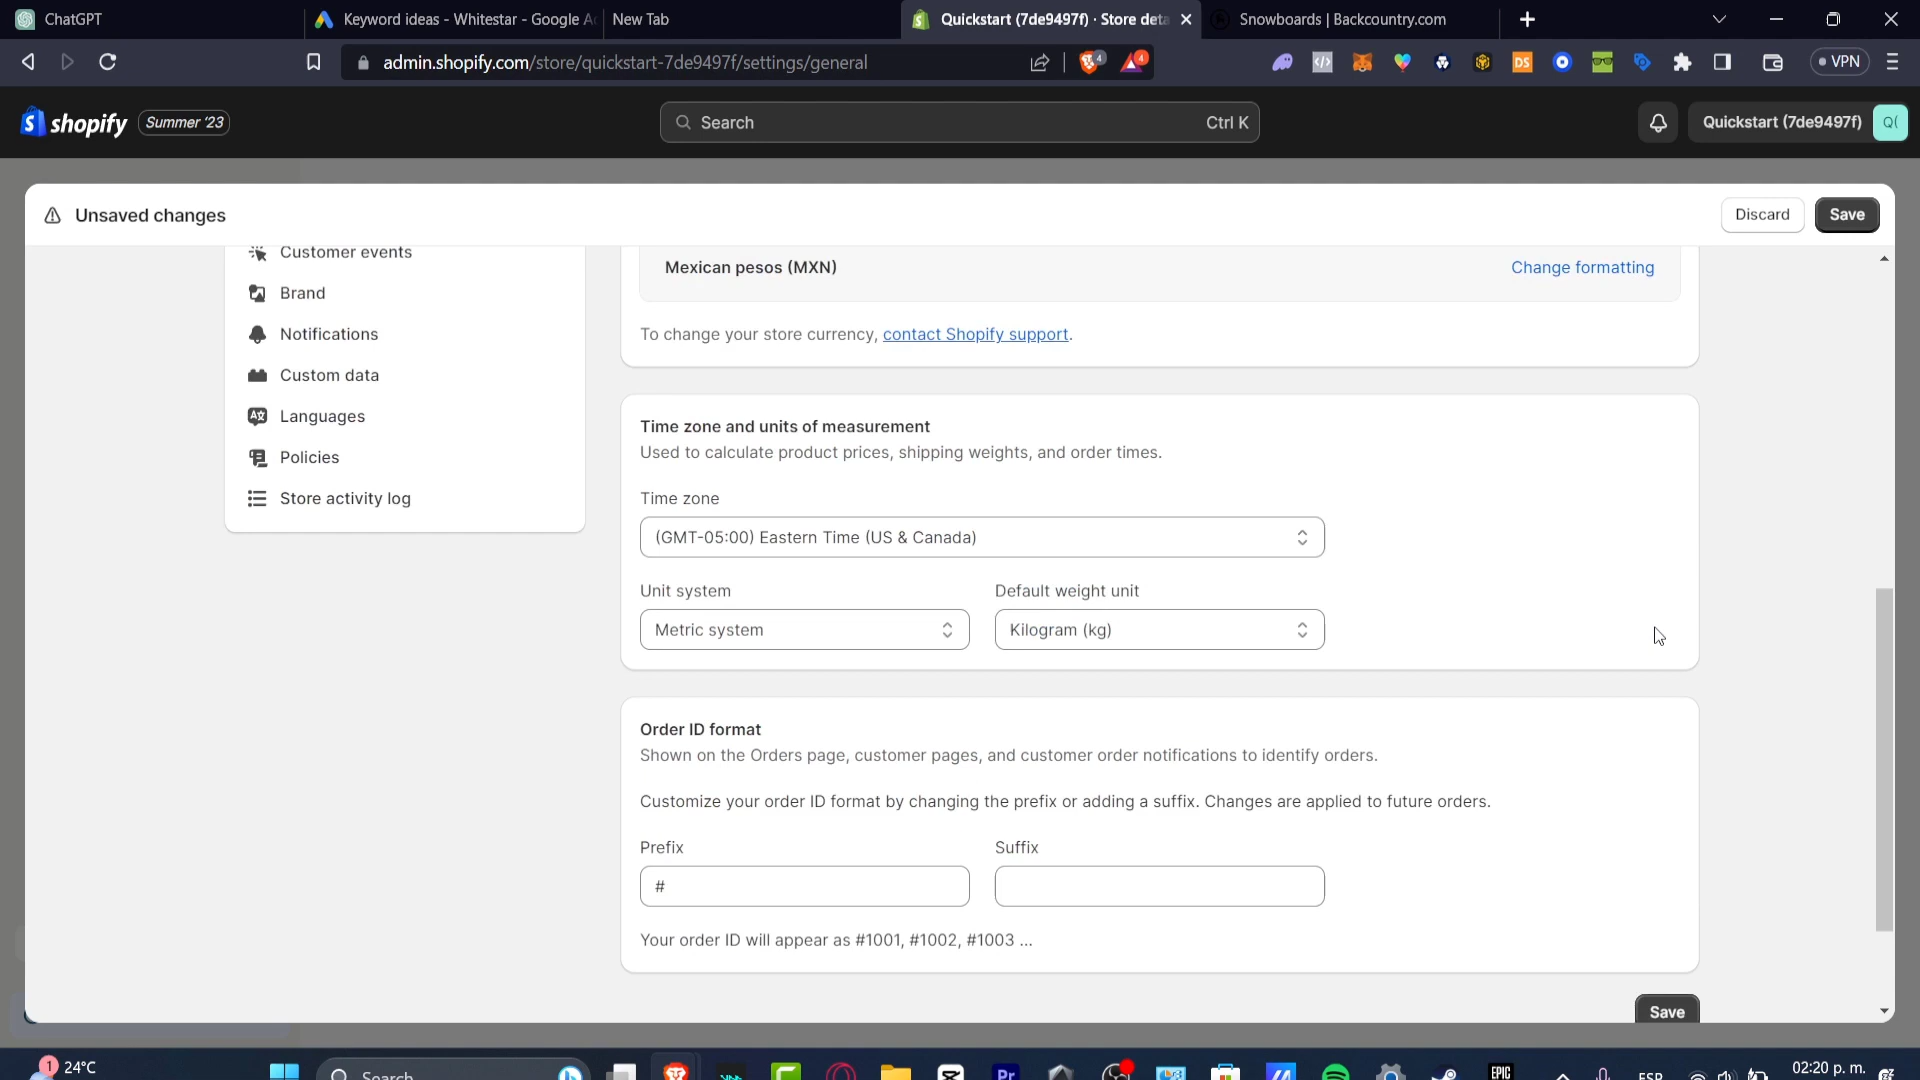 ChatGPT
Keyword ideas - Whitestar - Google
New Tab
Quickstart (7de9497f) · Store deta
Snowboards | Backcountry.com
admin.shopify.com/store/quickstart-7de9497f/settings/general
4
4
DS
VPN
shopify
Summer '23
Search
Ctrl K
Quickstart (7de9497f)
Q(
Unsaved changes
Discard
Save
Customer events
Brand
Notifications
Custom data
Languages
Policies
Store activity log
Mexican pesos (MXN)
Change formatting
To change your store currency, contact Shopify support.
Time zone and units of measurement
Used to calculate product prices, shipping weights, and order times.
Time zone
(GMT-05:00) Eastern Time (US & Canada)
Unit system
Default weight unit
Metric system
Kilogram (kg)
Order ID format
Shown on the Orders page, customer pages, and customer order notifications to identify orders.
Customize your order ID format by changing the prefix or adding a suffix. Changes are applied to future orders.
Prefix
Suffix
#
Your order ID will appear as #1001, #1002, #1003 ...
Save
1
24°C
Search
Pr
EPIC
ESP
02:20 p. m.